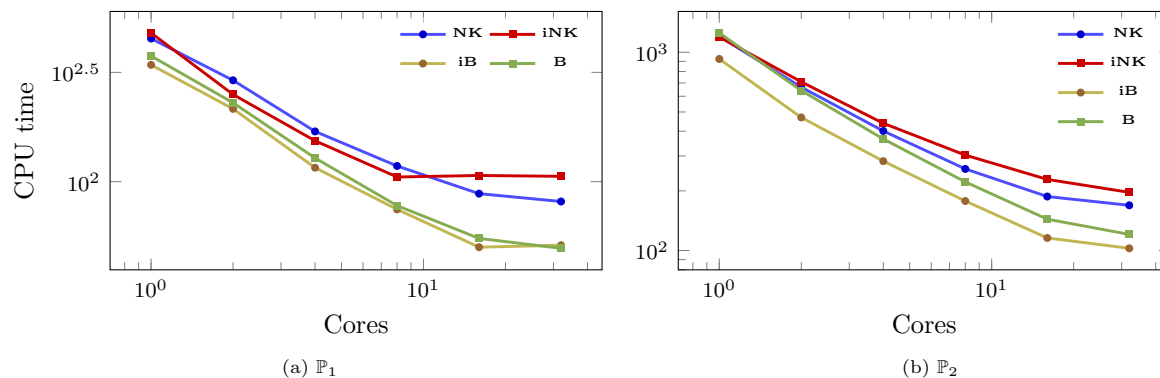 CPU time
10^2.5
10^2
NK iNK
iB B
10^0 10^1
Cores
(a) ℙ₁
10^3
10^2
NK
iNK
iB
B
10^0 10^1
Cores
(b) ℙ₂